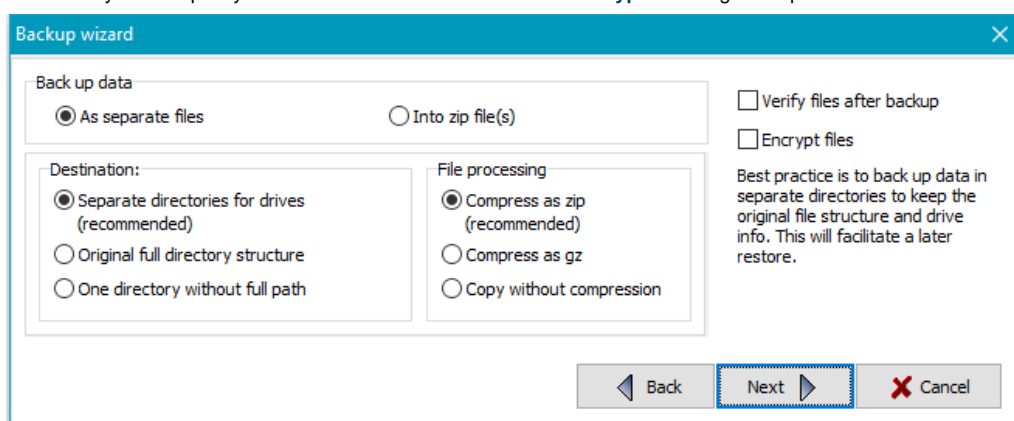 Backup wizard
Back up data
As separate files
Into zip file(s)
Verify files after backup
Encrypt files
Destination:
Separate directories for drives
(recommended)
Original full directory structure
One directory without full path
File processing
Compress as zip
(recommended)
Compress as gz
Copy without compression
Best practice is to back up data in
separate directories to keep the
original file structure and drive
info. This will facilitate a later
restore.
Back
Next
Cancel